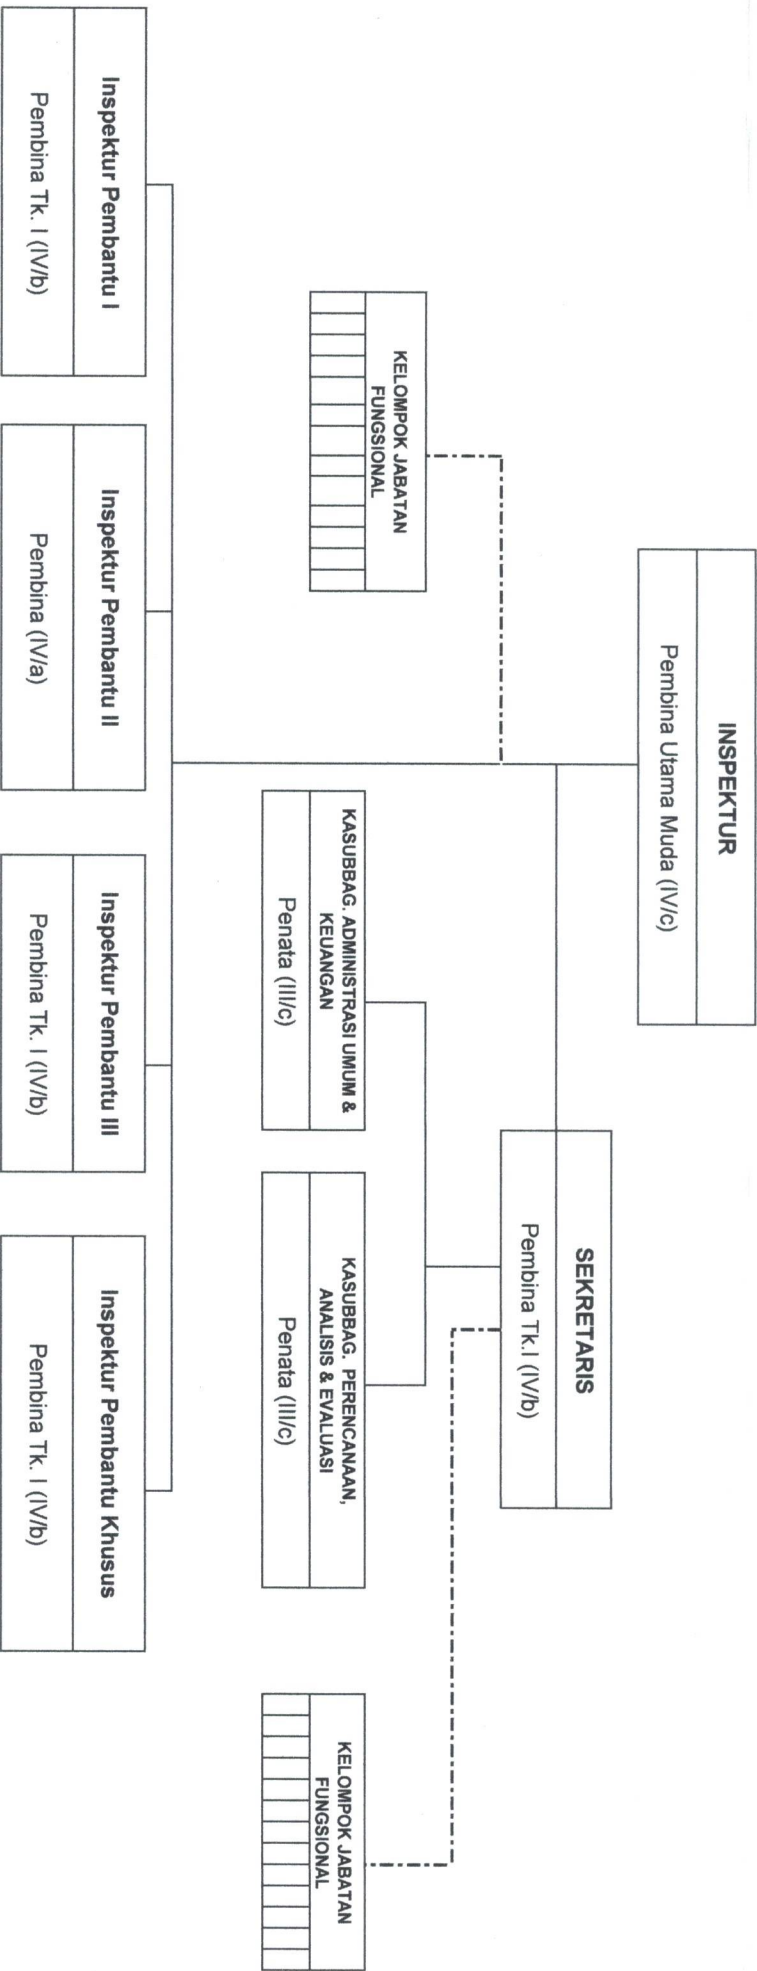 INSPEKTUR
Pembina Utama Muda (IV/c)
SEKRETARIS
Pembina Tk.I (IV/b)
KELOMPOK JABATAN
FUNGSIONAL
KASUBBAG. ADMINISTRASI UMUM &
KEUANGAN
Penata (III/c)
KASUBBAG. PERENCANAAN,
ANALISIS & EVALUASI
Penata (III/c)
KELOMPOK JABATAN
FUNGSIONAL
Inspektur Pembantu I
Pembina Tk. I (IV/b)
Inspektur Pembantu II
Pembina (IV/a)
Inspektur Pembantu III
Pembina Tk. I (IV/b)
Inspektur Pembantu Khusus
Pembina Tk. I (IV/b)